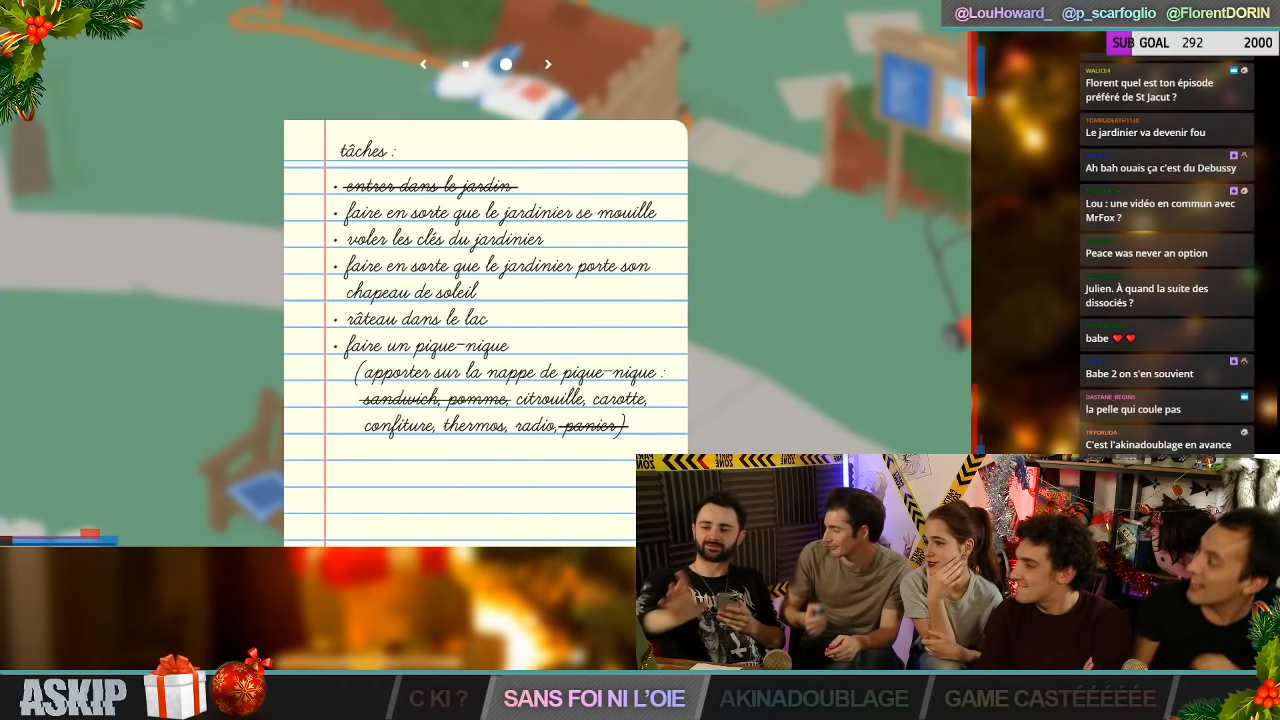 @LouHoward_ @p_scarfoglio @FlorentDORIN
SUB GOAL 292 2000
WALICE4
Florent quel est ton épisode
préféré de St Jacut ?
TOMRUDEATH1138
Le jardinier va devenir fou
Ah bah ouais ça c'est du Debussy
Lou : une vidéo en commun avec
MrFox ?
Peace was never an option
Julien. À quand la suite des
dissociés ?
babe ❤️ ❤️
Babe 2 on s'en souvient
DASTANE_BEGINS
la pelle qui coule pas
TRYORUDA
C'est l'akinadoublage en avance
tâches :
• entrer dans le jardin
• faire en sorte que le jardinier se mouille
• voler les clés du jardinier
• faire en sorte que le jardinier porte son
chapeau de soleil
• râteau dans le lac
• faire un pique-nique
(apporter sur la nappe de pique-nique :
sandwich, pomme, citrouille, carotte,
confiture, thermos, radio, panier)
ASKIP
C KI ?
SANS FOI NI L'OIE
AKINADOUBLAGE
GAME CASTÉÉÉÉÉÉ